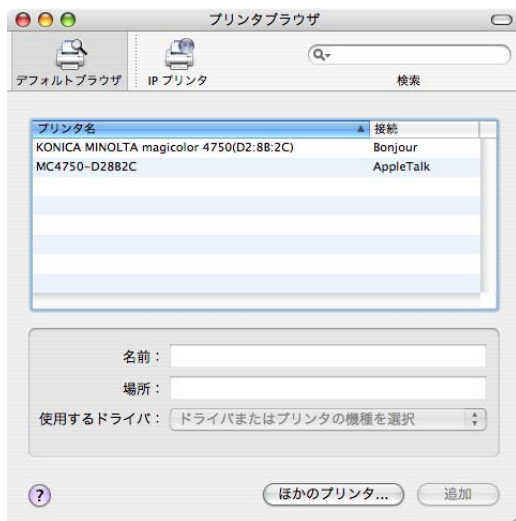 プリンタブラウザ
デフォルトブラウザ
IP プリンタ
検索
プリンタ名 接続
KONICA MINOLTA magicolor 4750(D2:8B:2C) Bonjour
MC4750-D28B2C AppleTalk
名前：
場所：
使用するドライバ： ドライバまたはプリンタの機種を選択
? ほかのプリンタ... 追加